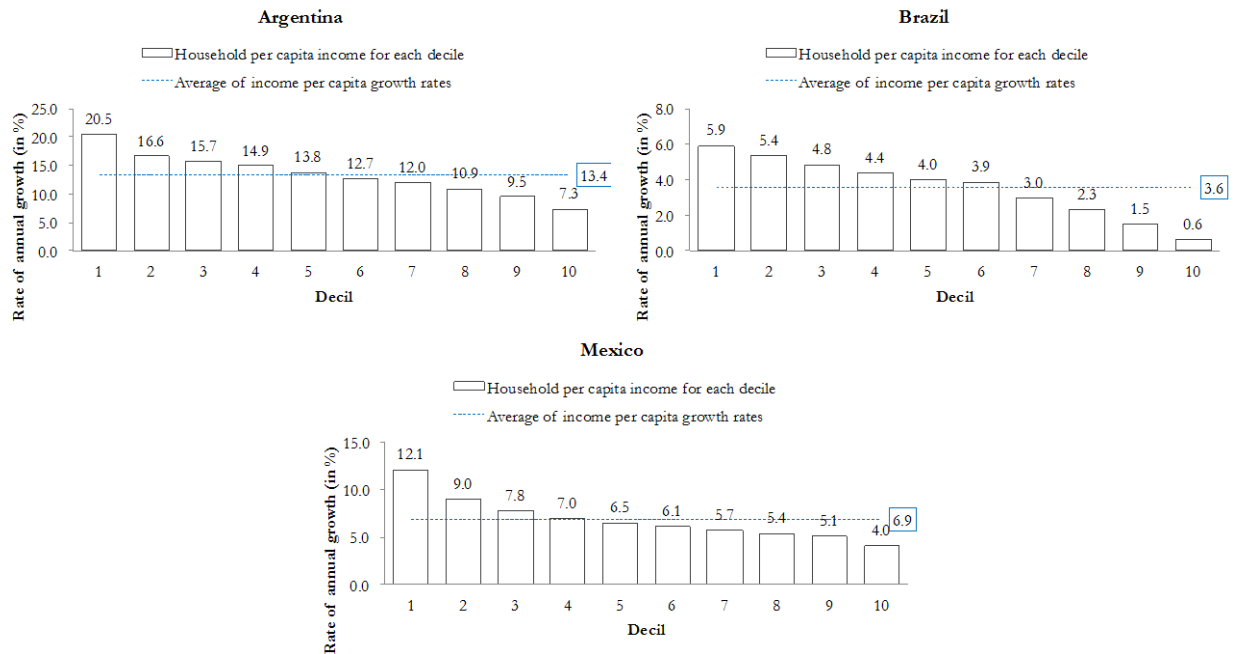 Argentina
Household per capita income for each decile
Average of income per capita growth rates
Rate of annual growth (in %)
25.0
20.0
15.0
10.0
5.0
0.0
20.5
16.6
15.7
14.9
13.8
12.7
12.0
10.9
9.5
7.3
13.4
1 2 3 4 5 6 7 8 9 10
Decil
Brazil
Household per capita income for each decile
Average of income per capita growth rates
Rate of annual growth (in %)
8.0
6.0
4.0
2.0
0.0
5.9
5.4
4.8
4.4
4.0
3.9
3.0
2.3
1.5
0.6
3.6
1 2 3 4 5 6 7 8 9 10
Decil
Mexico
Household per capita income for each decile
Average of income per capita growth rates
Rate of annual growth (in %)
15.0
10.0
5.0
0.0
12.1
9.0
7.8
7.0
6.5
6.1
5.7
5.4
5.1
4.0
6.9
1 2 3 4 5 6 7 8 9 10
Decil